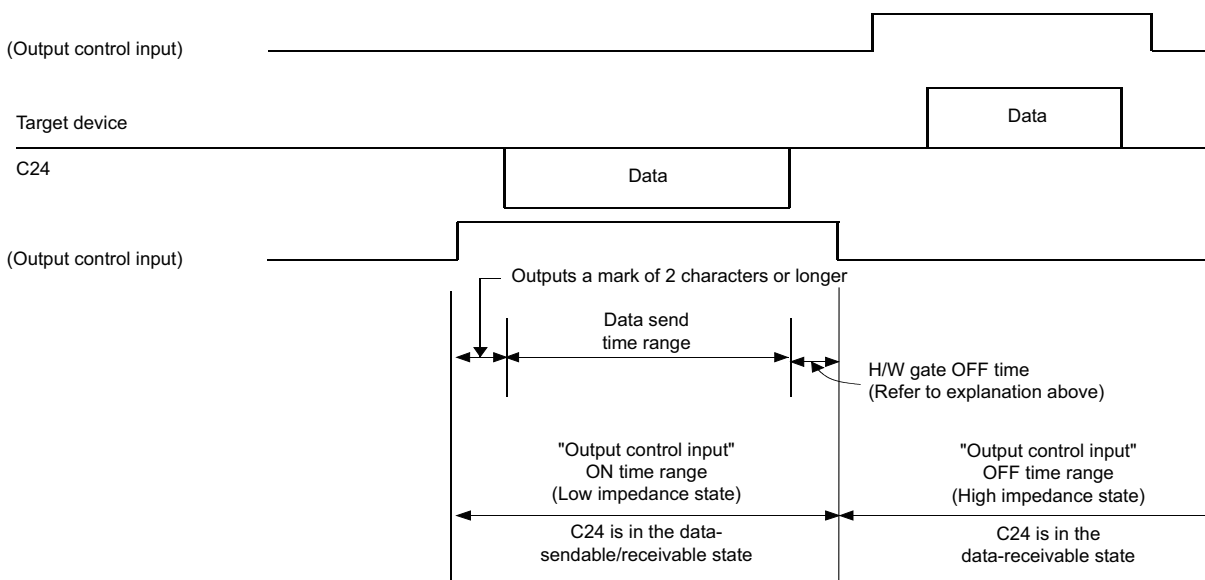 (Output control input)
Target device
Data
C24
Data
(Output control input)
Outputs a mark of 2 characters or longer
Data send
time range
H/W gate OFF time
(Refer to explanation above)
"Output control input"
ON time range
(Low impedance state)
"Output control input"
OFF time range
(High impedance state)
C24 is in the data-
sendable/receivable state
C24 is in the
data-receivable state